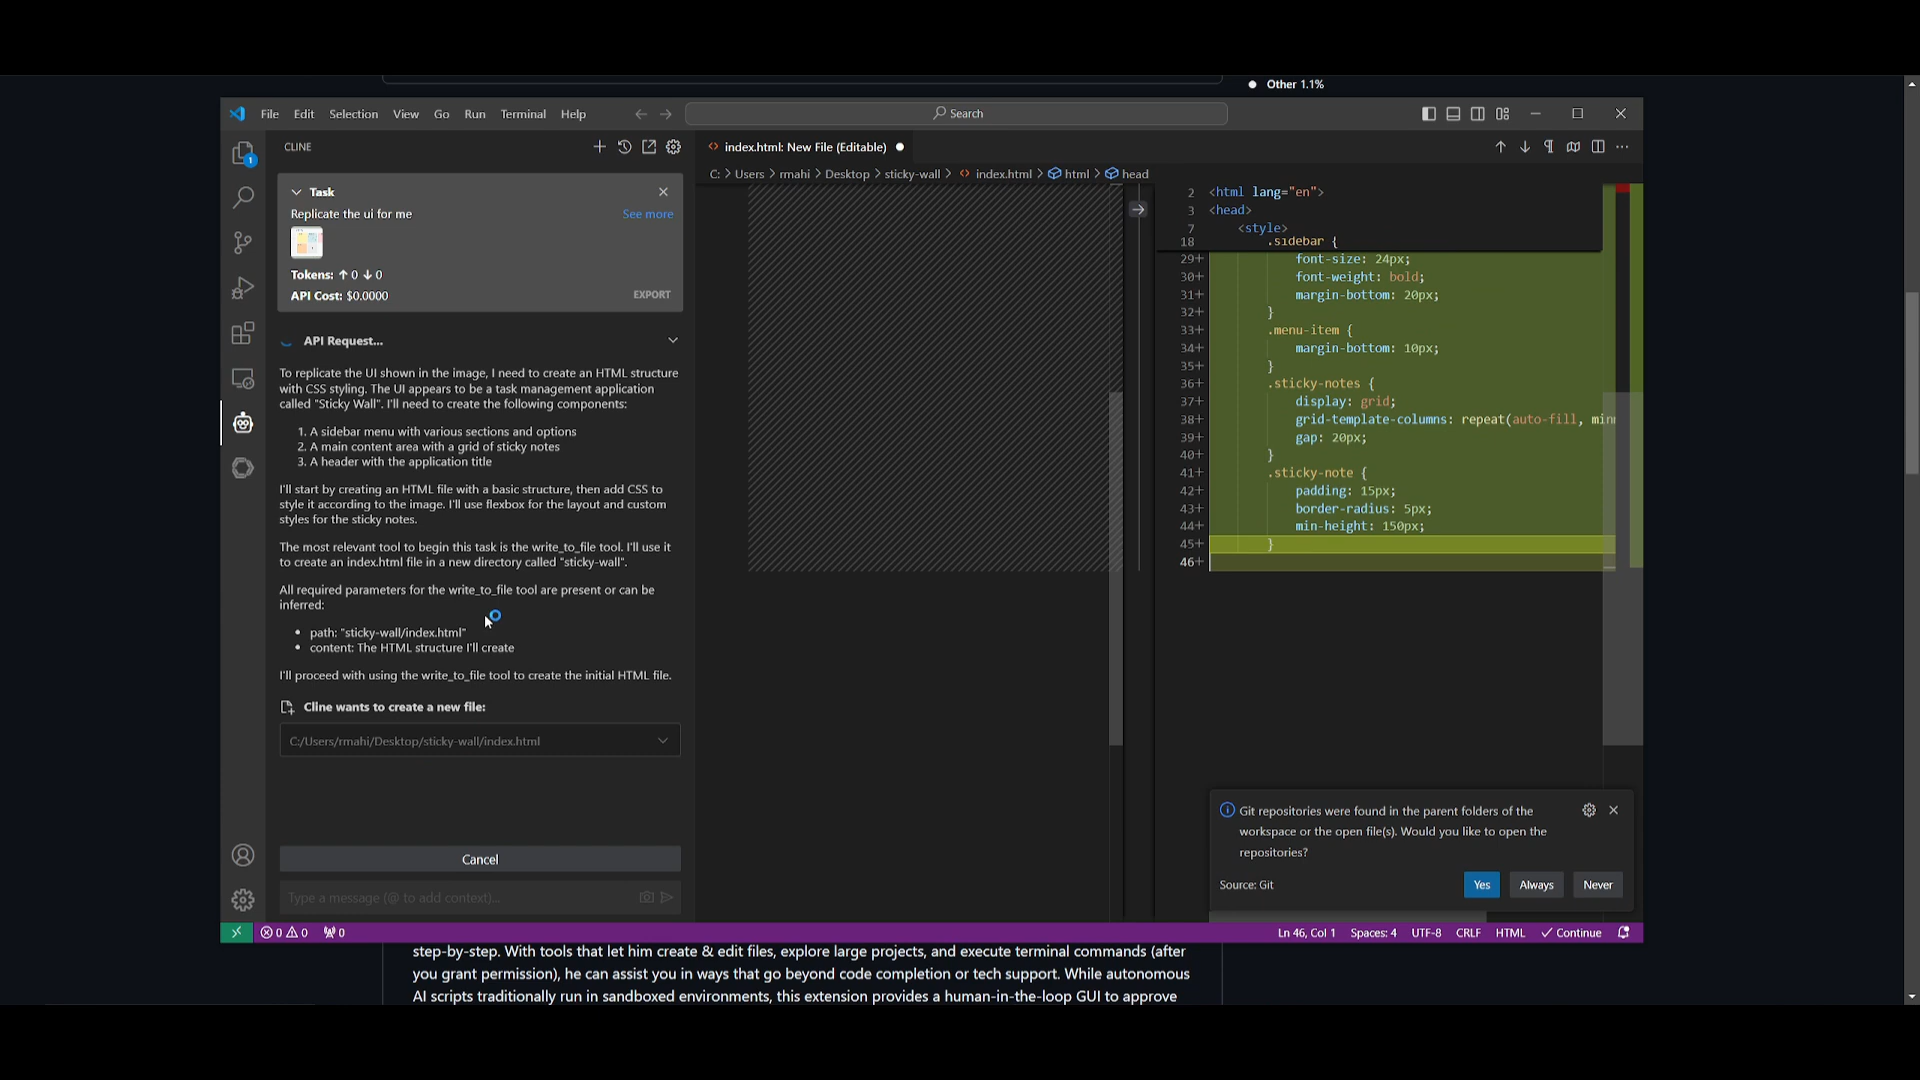 Other 1.1%
File Edit Selection View Go Run Terminal Help
Search
CLINE
Task
Replicate the ui for me
See more
Tokens: ↑ 0 ↓ 0
API Cost: $0.0000
EXPORT
API Request...
To replicate the UI shown in the image, I need to create an HTML structure
with CSS styling. The UI appears to be a task management application
called "Sticky Wall". I'll need to create the following components:
1. A sidebar menu with various sections and options
2. A main content area with a grid of sticky notes
3. A header with the application title
I'll start by creating an HTML file with a basic structure, then add CSS to
style it according to the image. I'll use flexbox for the layout and custom
styles for the sticky notes.
The most relevant tool to begin this task is the write_to_file tool. I'll use it
to create an index.html file in a new directory called "sticky-wall".
All required parameters for the write_to_file tool are present or can be
inferred:
• path: "sticky-wall/index.html"
• content: The HTML structure I'll create
I'll proceed with using the write_to_file tool to create the initial HTML file.
Cline wants to create a new file:
C:/Users/rmahi/Desktop/sticky-wall/index.html
Cancel
Type a message (@ to add context)...
1
index.html: New File (Editable)
C: > Users > rmahi > Desktop > sticky-wall > index.html > html > head
2 <html lang="en">
3 <head>
7 <style>
18 .sidebar {
29+ font-size: 24px;
30+ font-weight: bold;
31+ margin-bottom: 20px;
32+ }
33+ .menu-item {
34+ margin-bottom: 10px;
35+ }
36+ .sticky-notes {
37+ display: grid;
38+ grid-template-columns: repeat(auto-fill,
39+ gap: 20px;
40+ }
41+ .sticky-note {
42+ padding: 15px;
43+ border-radius: 5px;
44+ min-height: 150px;
45+ }
46+
Git repositories were found in the parent folders of the
workspace or the open file(s). Would you like to open the
repositories?
Source: Git
Yes Always Never
0 0 0
Ln 46, Col 1 Spaces: 4 UTF-8 CRLF HTML Continue
step-by-step. With tools that let him create & edit files, explore large projects, and execute terminal commands (after
you grant permission), he can assist you in ways that go beyond code completion or tech support. While autonomous
AI scripts traditionally run in sandboxed environments, this extension provides a human-in-the-loop GUI to approve